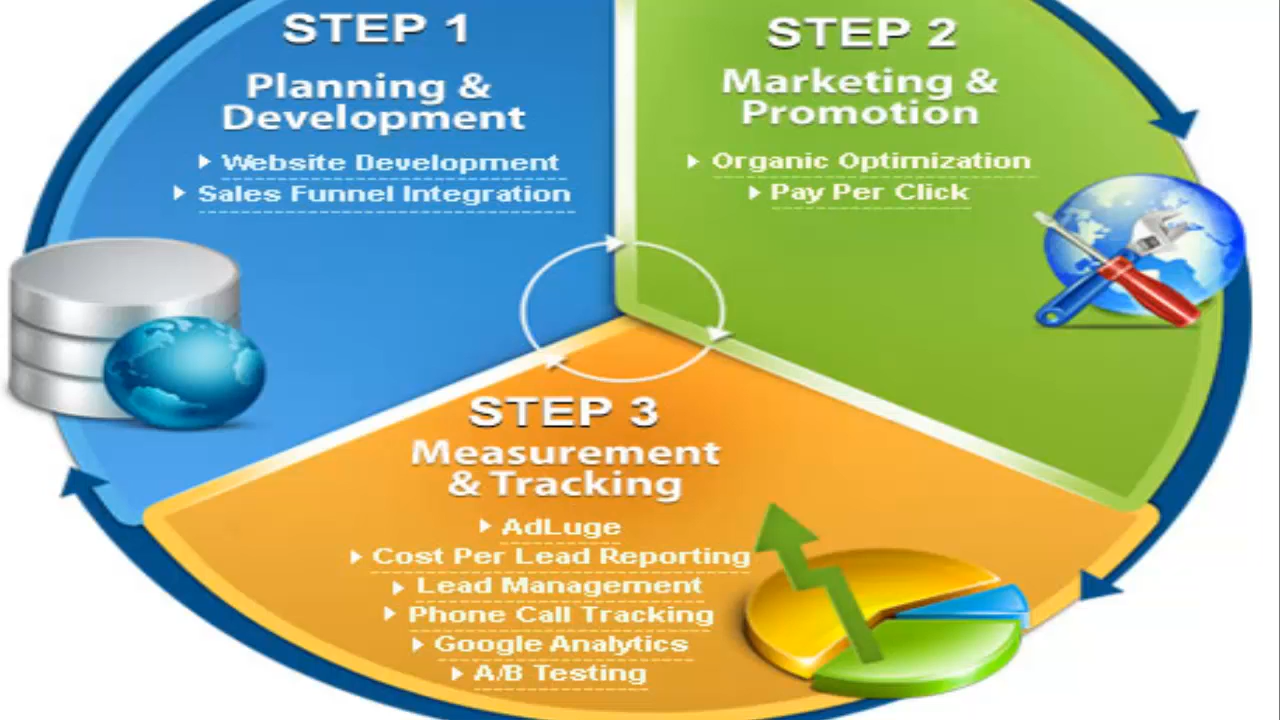 STEP 1
Planning &
Development
Website Development
Sales Funnel Integration
STEP 2
Marketing &
Promotion
Organic Optimization
Pay Per Click
STEP 3
Measurement
& Tracking
AdLuge
Cost Per Lead Reporting
Lead Management
Phone Call Tracking
Google Analytics
A/B Testing